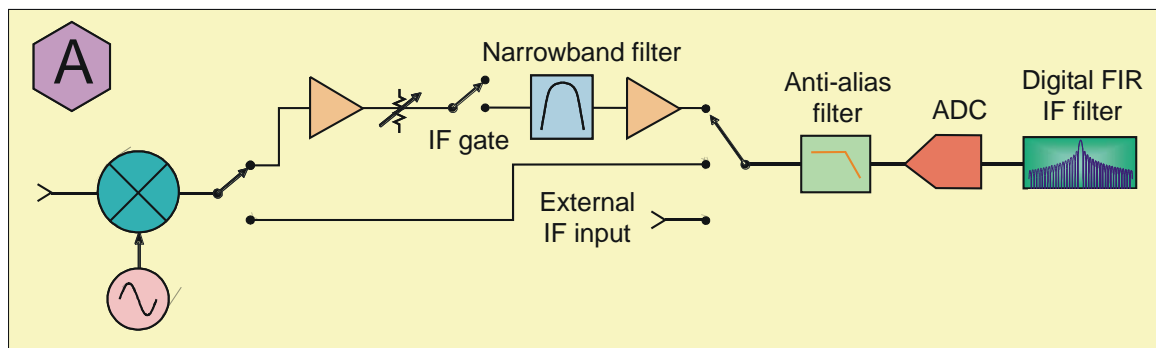 A
Narrowband filter
IF gate
External
IF input
Anti-alias
filter
ADC
Digital FIR
IF filter